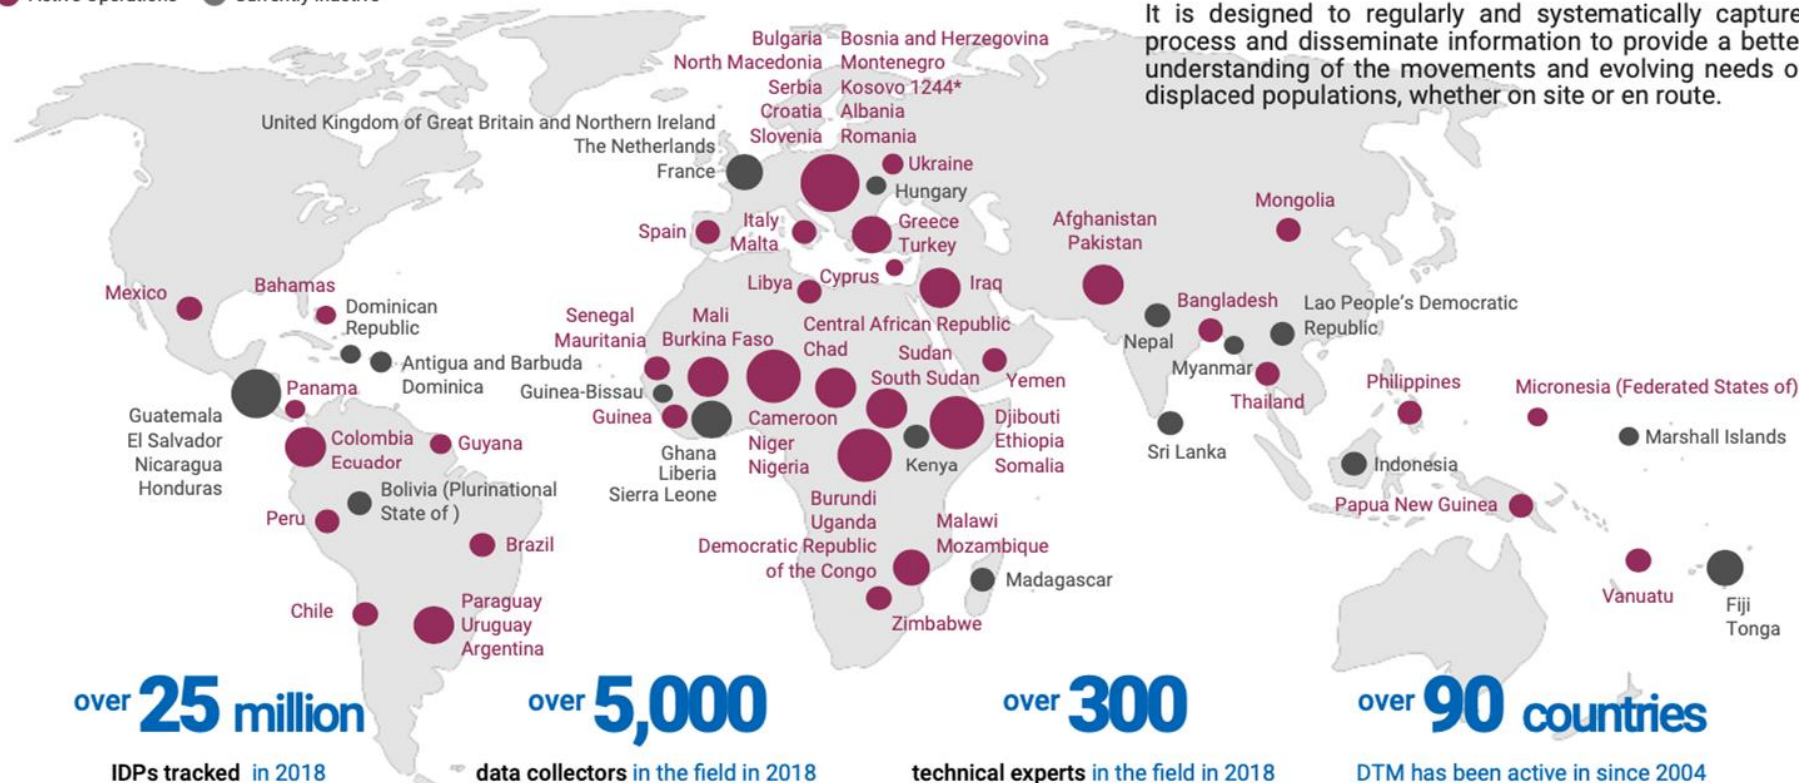 Active Operations Currently Inactive
It is designed to regularly and systematically capture
process and disseminate information to provide a bette
understanding of the movements and evolving needs o
displaced populations, whether on site or en route.
Bulgaria Bosnia and Herzegovina
North Macedonia Montenegro
Serbia Kosovo 1244*
Croatia Albania
Slovenia Romania
United Kingdom of Great Britain and Northern Ireland
The Netherlands
France
Ukraine
Hungary
Spain
Italy
Malta
Greece
Turkey
Cyprus
Libya
Iraq
Afghanistan
Pakistan
Mongolia
Mexico
Bahamas
Dominican
Republic
Antigua and Barbuda
Dominica
Panama
Guatemala
El Salvador
Nicaragua
Honduras
Colombia
Ecuador
Guyana
Bolivia (Plurinational
State of )
Peru
Brazil
Chile
Paraguay
Uruguay
Argentina
Senegal
Mauritania
Mali
Burkina Faso
Central African Republic
Chad
Sudan
South Sudan
Yemen
Guinea-Bissau
Guinea
Ghana
Liberia
Sierra Leone
Cameroon
Niger
Nigeria
Kenya
Djibouti
Ethiopia
Somalia
Burundi
Uganda
Democratic Republic
of the Congo
Malawi
Mozambique
Madagascar
Zimbabwe
Nepal
Bangladesh
Lao People's Democratic
Republic
Myanmar
Thailand
Sri Lanka
Philippines
Micronesia (Federated States of)
Marshall Islands
Indonesia
Papua New Guinea
Vanuatu
Fiji
Tonga
over 25 million
IDPs tracked in 2018
over 5,000
data collectors in the field in 2018
over 300
technical experts in the field in 2018
over 90 countries
DTM has been active in since 2004